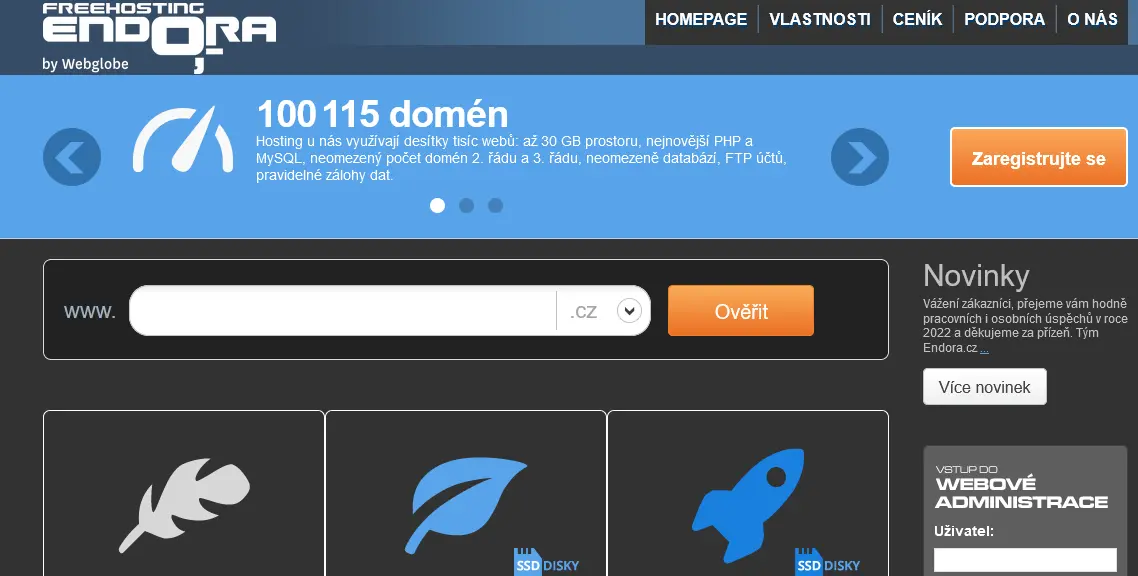 FREEHOSTING
ENDORA
by Webglobe
HOMEPAGE
VLASTNOSTI
CENÍK
PODPORA
O NÁS
100 115 domén
Hosting u nás využívají desítky tisíc webů: až 30 GB prostoru, nejnovější PHP a
MySQL, neomezený počet domén 2. řádu a 3. řádu, neomezeně databází, FTP účtů,
pravidelné zálohy dat.
Zaregistrujte se
www.
.cz
Ověřit
Novinky
Vážení zákazníci, přejeme vám hodně
pracovních i osobních úspěchů v roce
2022 a děkujeme za přízeň. Tým
Endora.cz ...
Více novinek
SSD DISKY
SSD DISKY
VSTUP DO
WEBOVÉ
ADMINISTRACE
Uživatel: